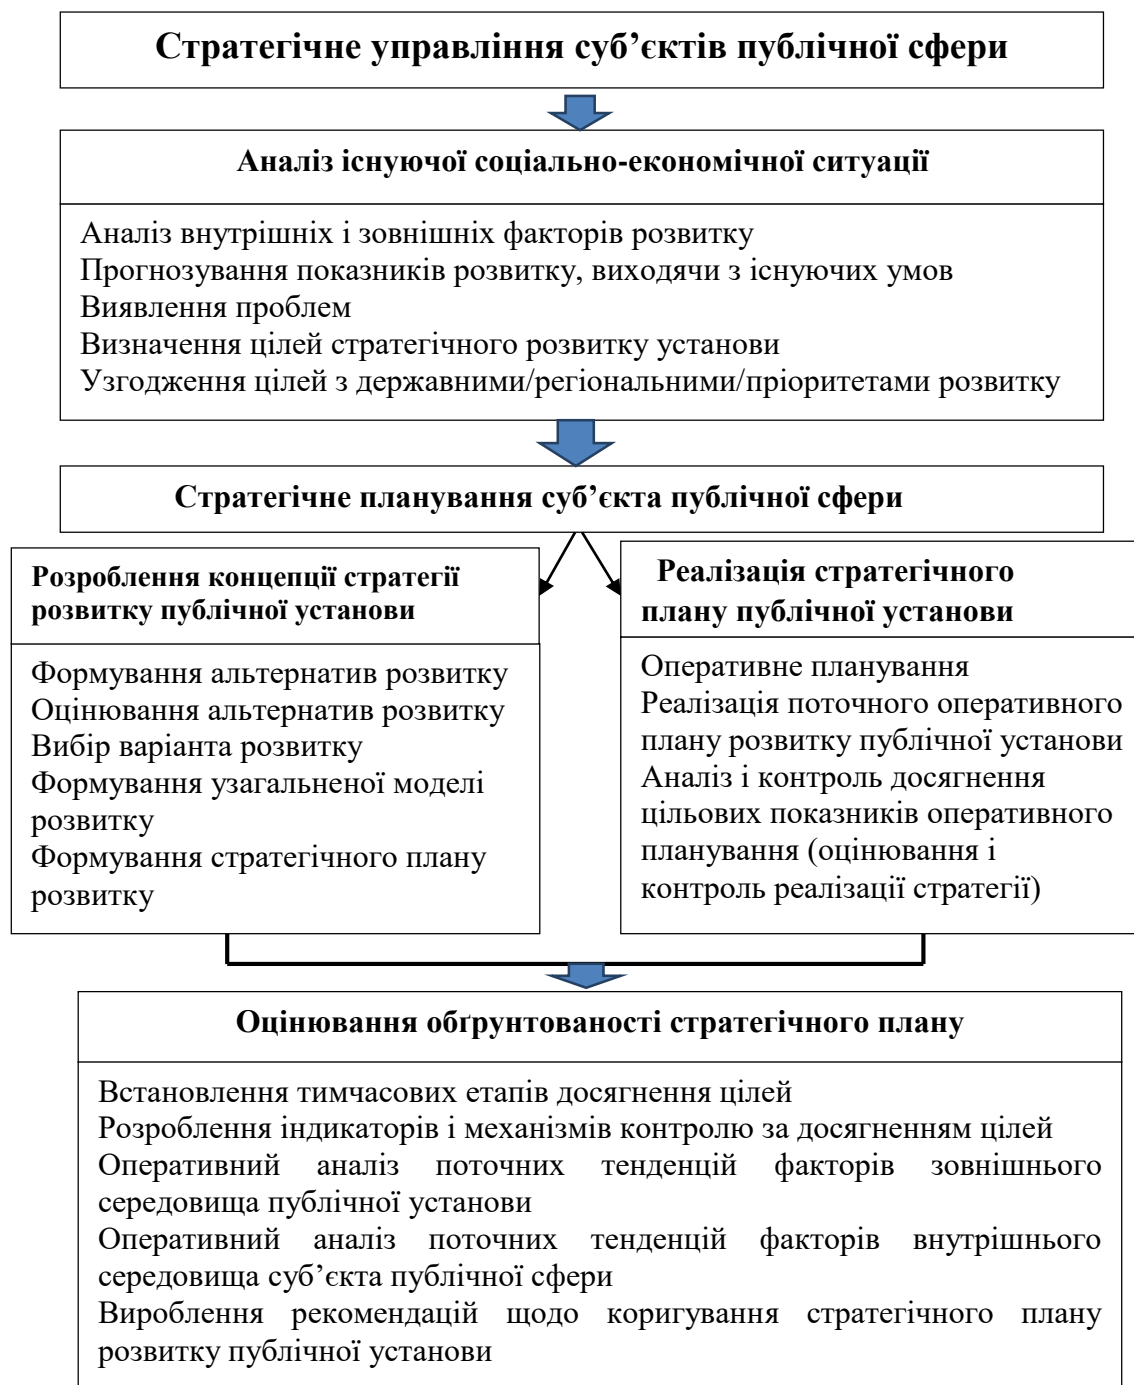 Стратегічне управління суб’єктів публічної сфери
Аналіз існуючої соціально-економічної ситуації
Аналіз внутрішніх і зовнішніх факторів розвитку
Прогнозування показників розвитку, виходячи з існуючих умов
Виявлення проблем
Визначення цілей стратегічного розвитку установи
Узгодження цілей з державними/регіональними/пріоритетами розвитку
Стратегічне планування суб’єкта публічної сфери
Розроблення концепції стратегії
розвитку публічної установи
Формування альтернатив розвитку
Оцінювання альтернатив розвитку
Вибір варіанта розвитку
Формування узагальненої моделі
розвитку
Формування стратегічного плану
розвитку
Реалізація стратегічного
плану публічної установи
Оперативне планування
Реалізація поточного оперативного
плану розвитку публічної установи
Аналіз і контроль досягнення
цільових показників оперативного
планування (оцінювання і
контроль реалізації стратегії)
Оцінювання обґрунтованості стратегічного плану
Встановлення тимчасових етапів досягнення цілей
Розроблення індикаторів і механізмів контролю за досягненням цілей
Оперативний аналіз поточних тенденцій факторів зовнішнього
середовища публічної установи
Оперативний аналіз поточних тенденцій факторів внутрішнього
середовища суб’єкта публічної сфери
Вироблення рекомендацій щодо коригування стратегічного плану
розвитку публічної установи